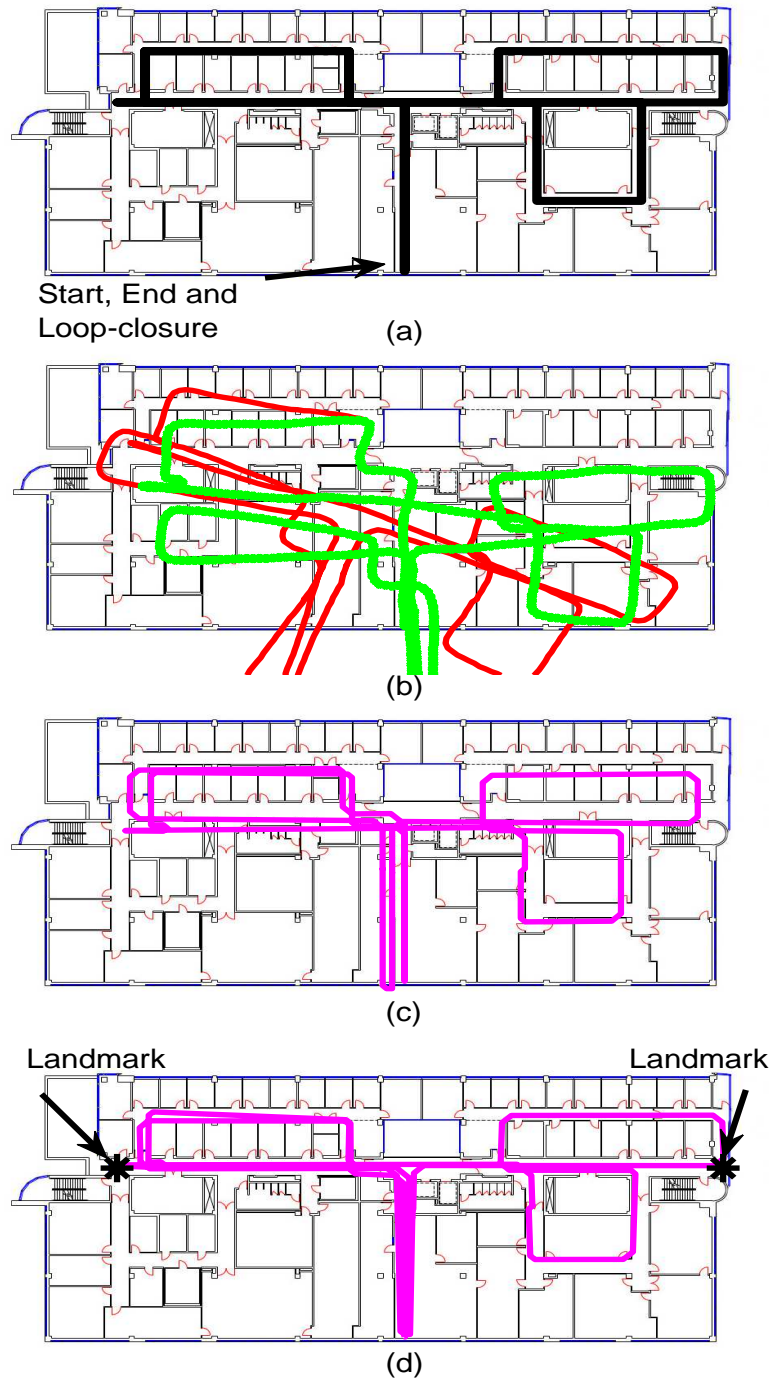 Start, End and
Loop-closure
(a)
(b)
(c)
Landmark
Landmark
(d)